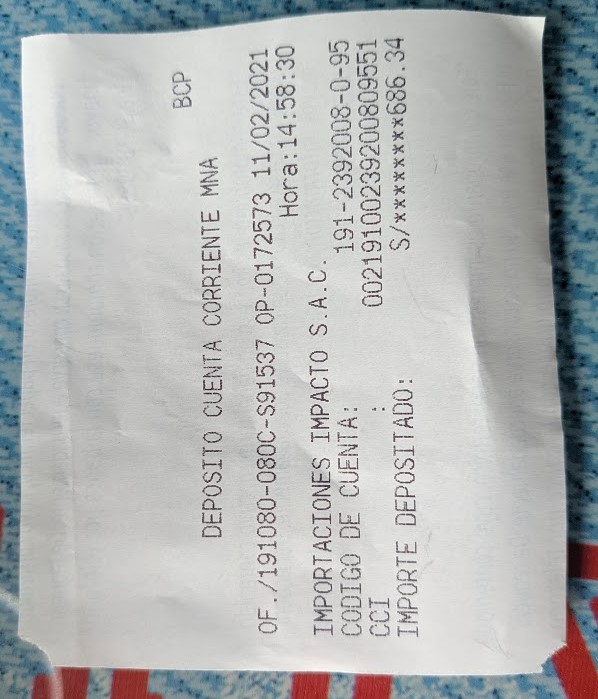 BCP
DEPOSITO CUENTA CORRIENTE MNA
OF./191080-080C-S91537 OP-0172573 11/02/2021
Hora:14:58:30
IMPORTACIONES IMPACTO S.A.C.
CODIGO DE CUENTA: 191-2392008-0-95
CCI : 00219100239200809551
IMPORTE DEPOSITADO: S/*********686.34